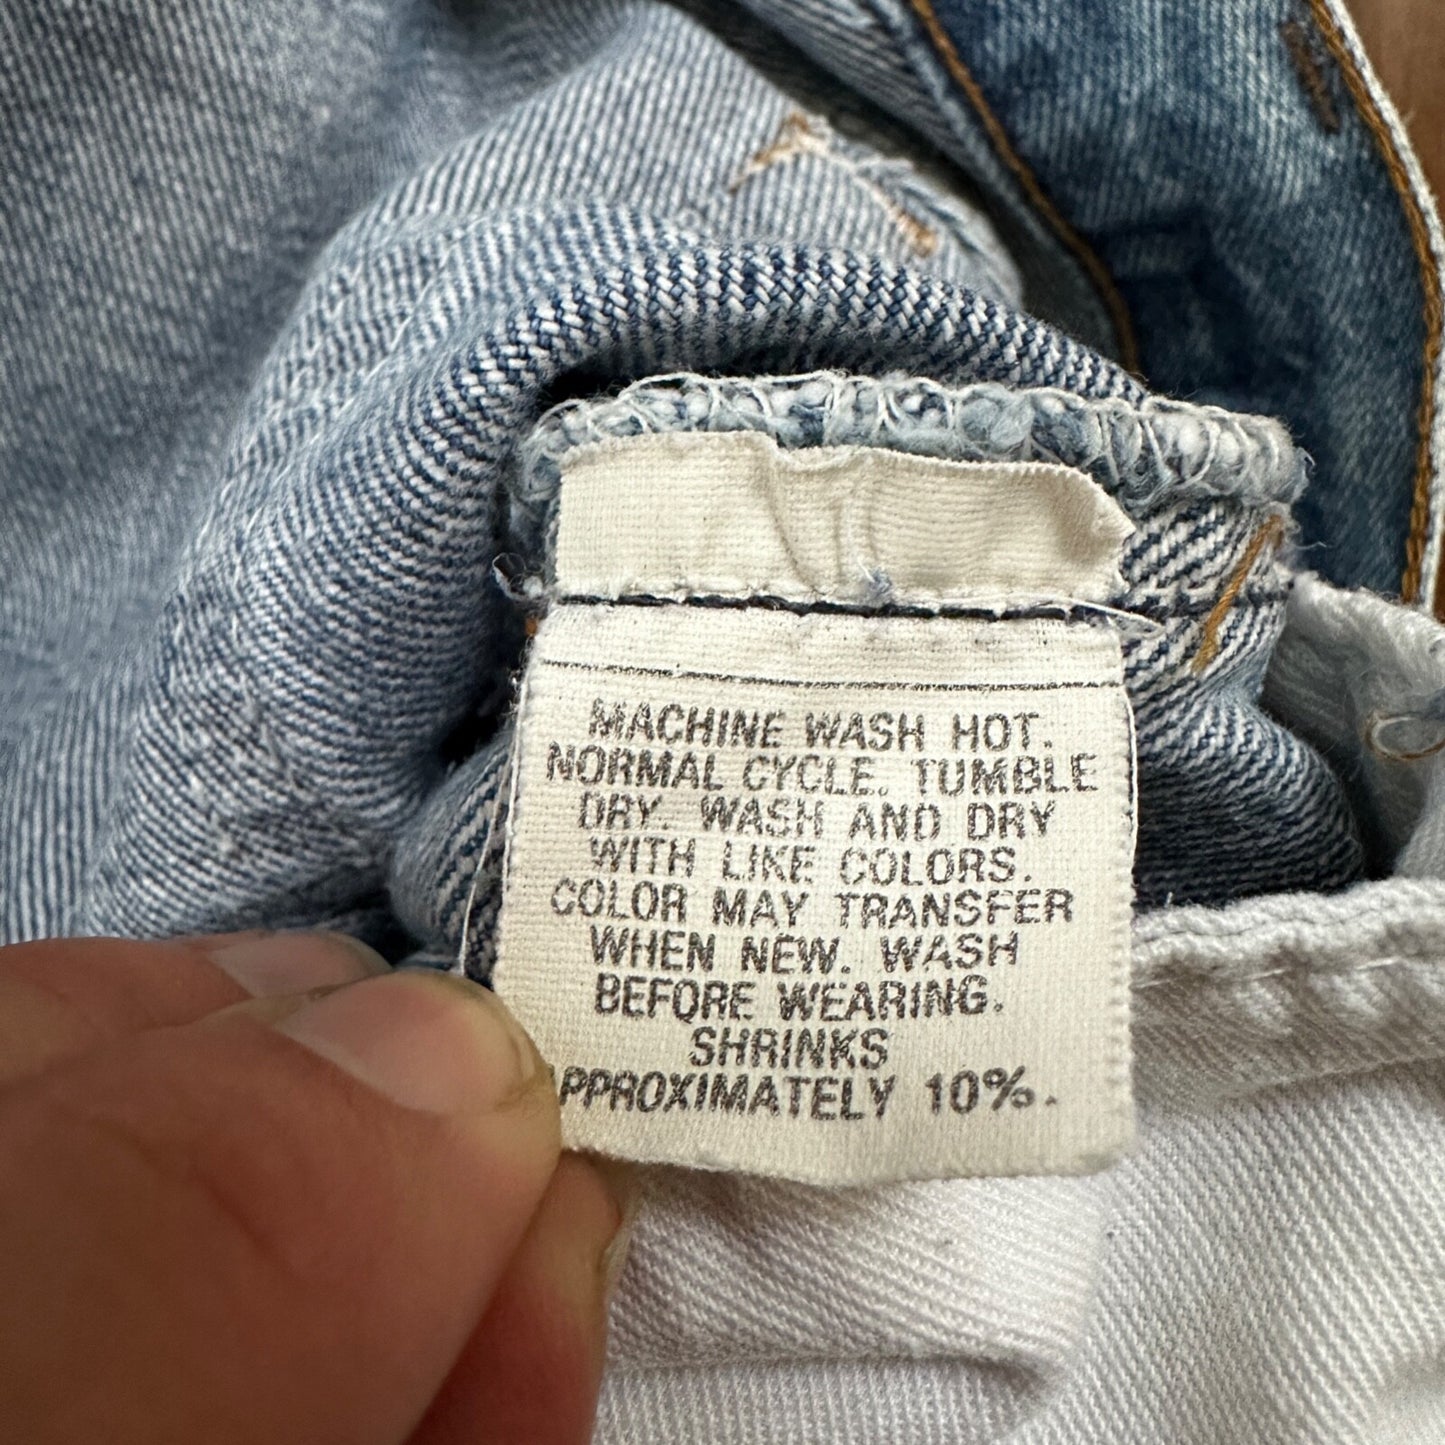 MACHINE WASH HOT.
NORMAL CYCLE. TUMBLE
DRY. WASH AND DRY
WITH LIKE COLORS.
COLOR MAY TRANSFER
WHEN NEW. WASH
BEFORE WEARING.
SHRINKS
APPROXIMATELY 10%.